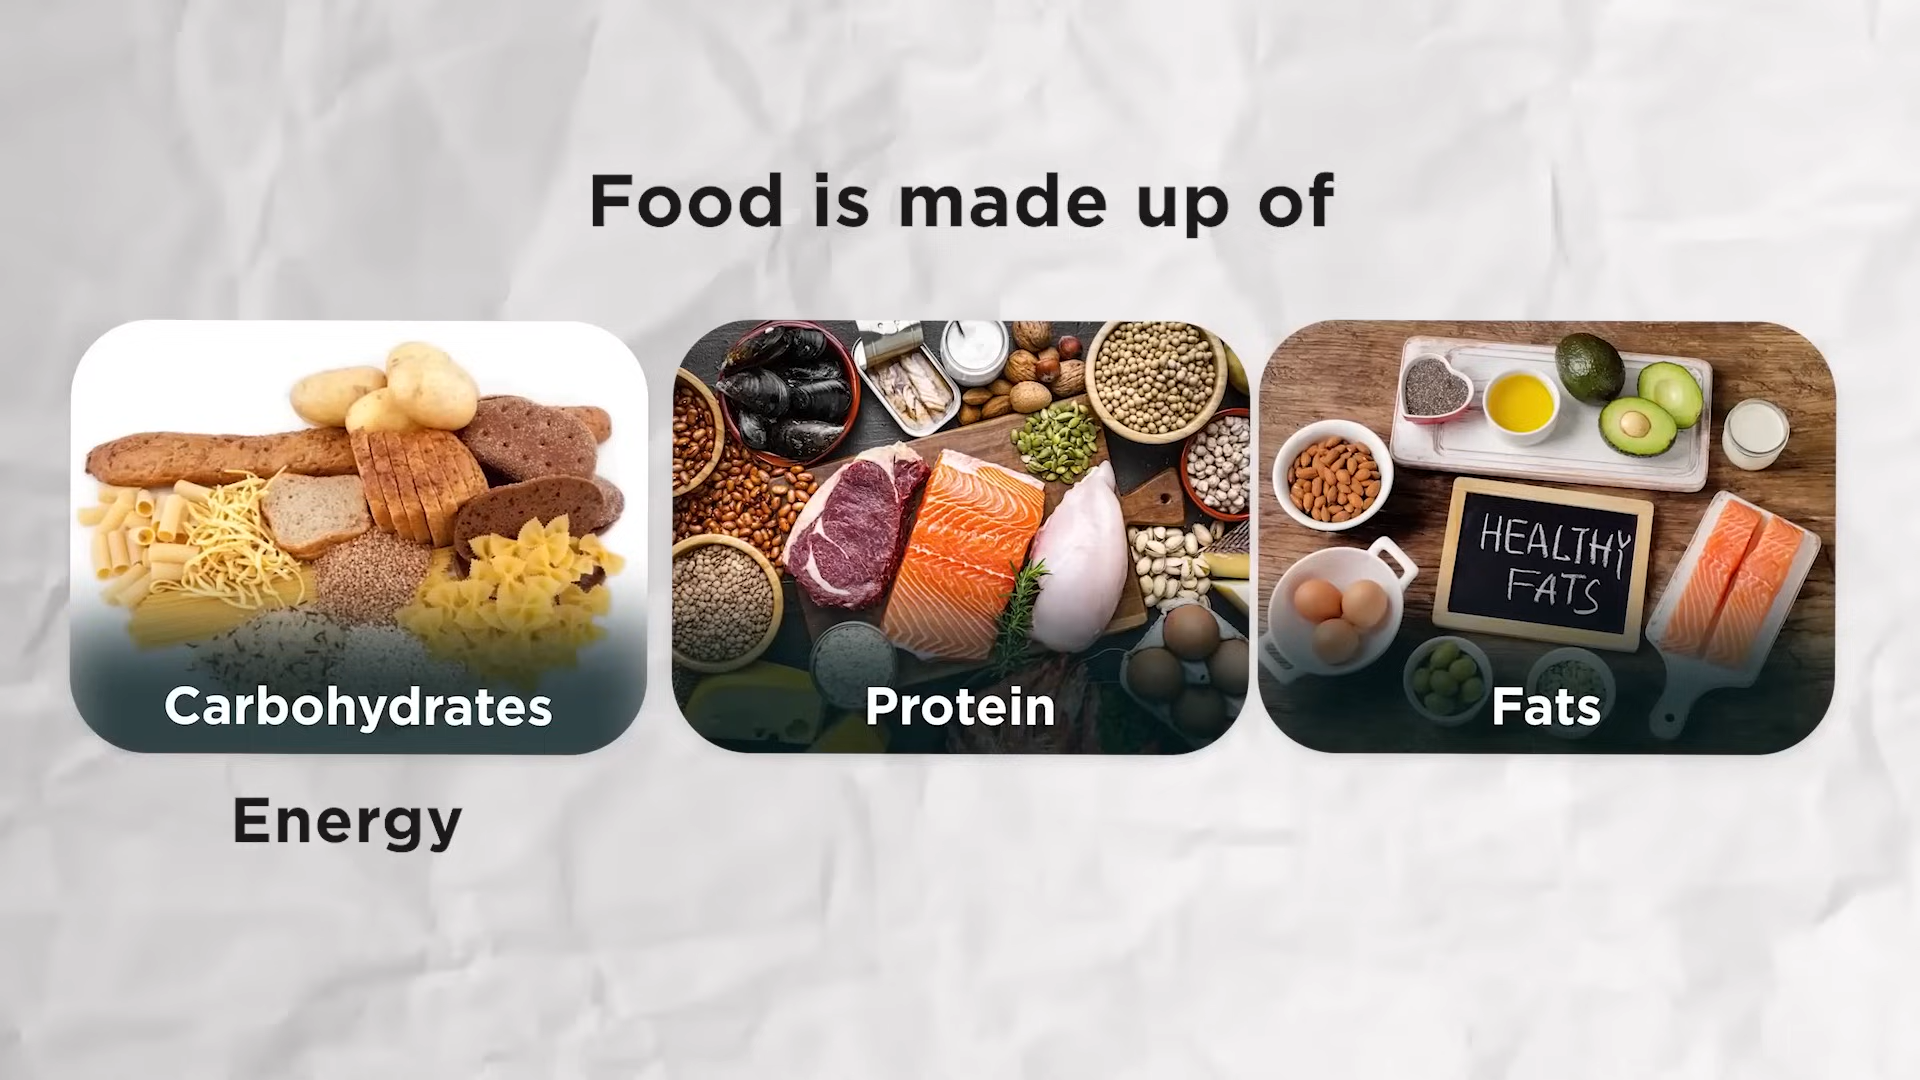 Food is made up of
Carbohydrates
Protein
HEALTHY
FATS
Fats
Energy